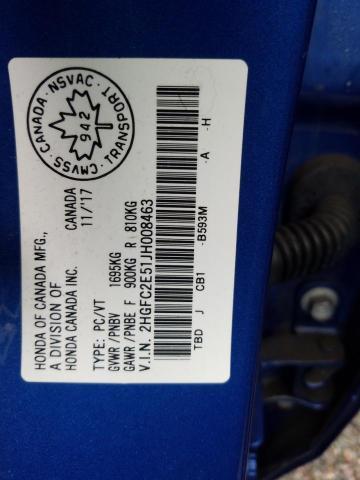 HONDA OF CANADA MFG.,
A DIVISION OF
HONDA CANADA INC.
CANADA
11/17
TYPE: PC/VT
GVWR /PNBV 1695KG
GAWR /PNBE F 900KG R 810KG
V.I.N. 2HGFC2E51JH008463
TBD J CB1 -B593M -A -H
CANADA · NSVAC · CMVSS · TRANSPORT
942